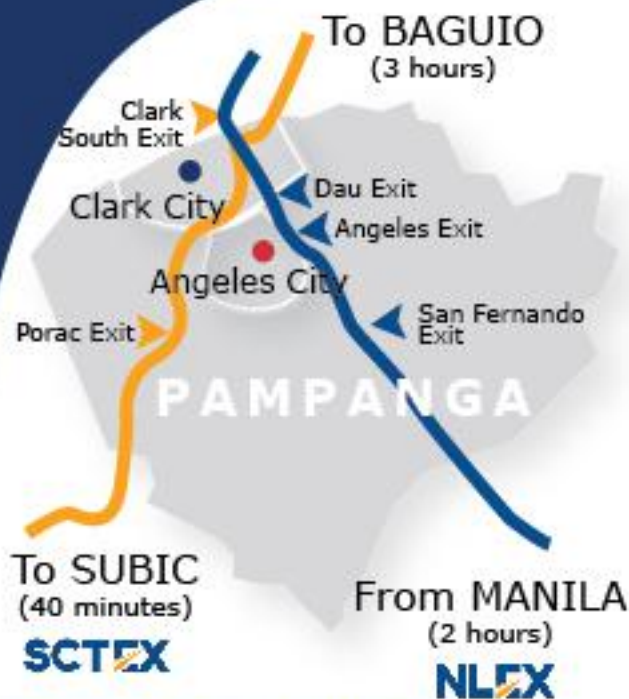 To BAGUIO
(3 hours)
Clark
South Exit
Clark City
Dau Exit
Angeles Exit
Angeles City
Porac Exit
San Fernando
Exit
PAMPANGA
To SUBIC
(40 minutes)
SCTEX
From MANILA
(2 hours)
NLEX